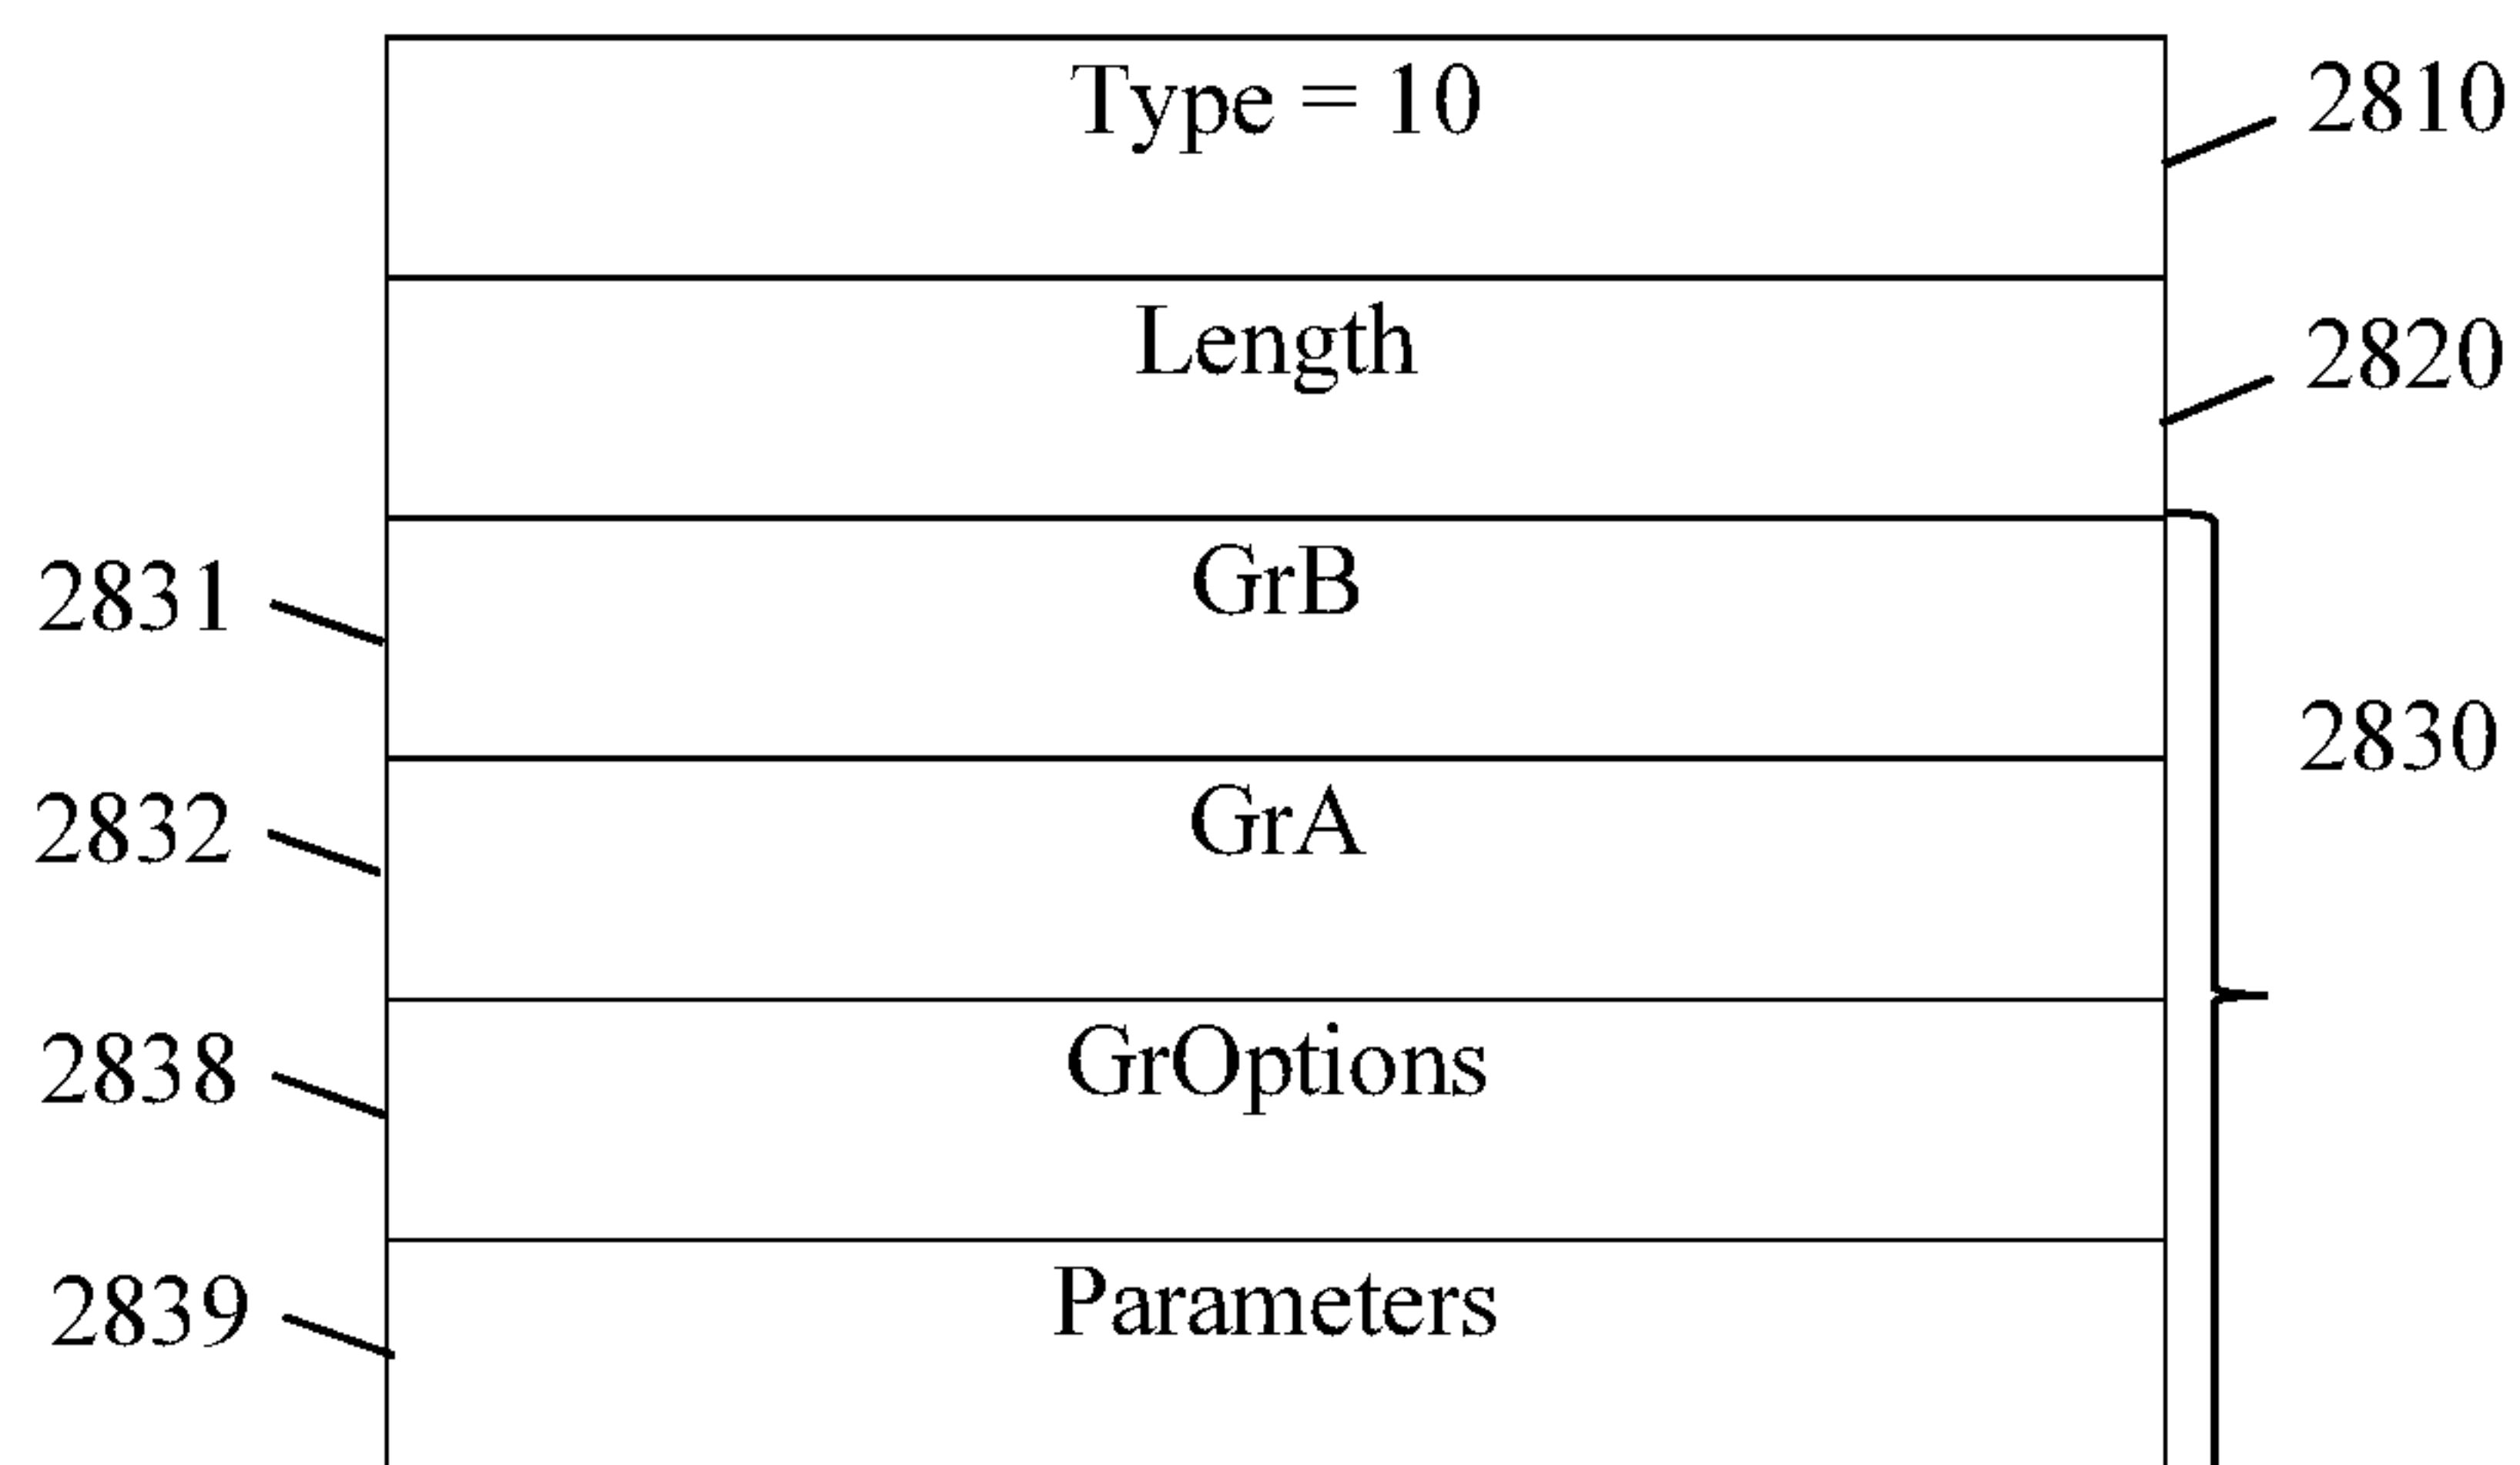 Type = 10 2810
Length 2820
2831 GrB
2830
2832 GrA
2838 GrOptions
2839 Parameters